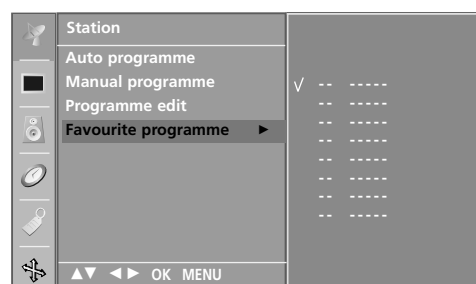 Station
Auto programme
Manual programme
Programme edit
Favourite programme ►
√ -- -----
-- -----
-- -----
-- -----
-- -----
-- -----
-- -----
-- -----
▲▼ ◄► OK MENU